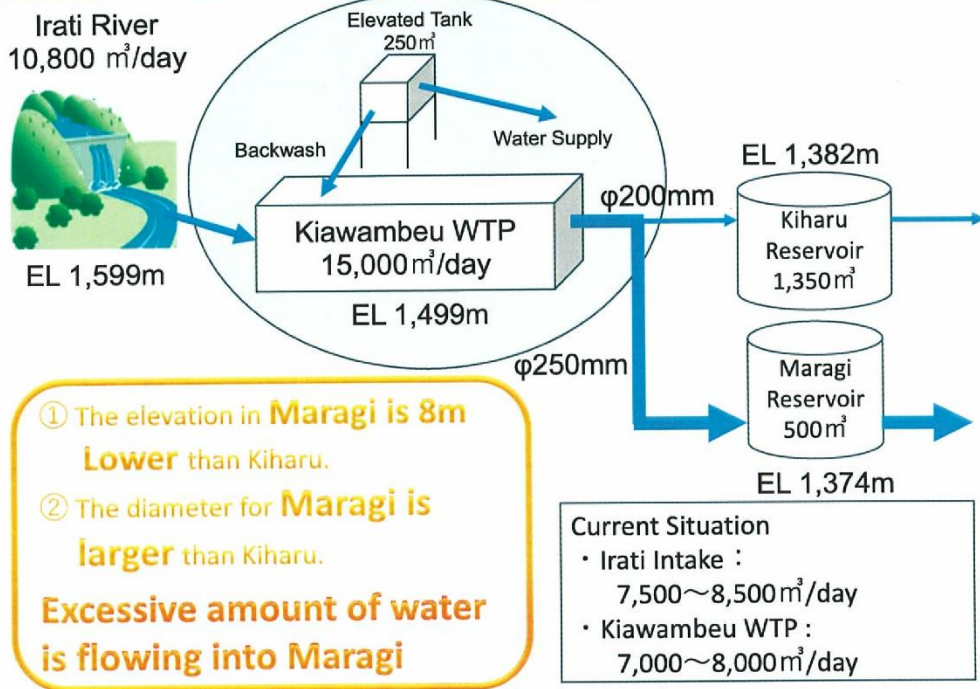 Irati River
10,800 ㎥/day
EL 1,599m
Elevated Tank
250㎥
Backwash
Water Supply
Kiawambeu WTP
15,000㎥/day
EL 1,499m
φ200mm
φ250mm
EL 1,382m
Kiharu
Reservoir
1,350㎥
Maragi
Reservoir
500㎥
EL 1,374m
① The elevation in Maragi is 8m
Lower than Kiharu.
② The diameter for Maragi is
larger than Kiharu.
Excessive amount of water
is flowing into Maragi
Current Situation
・ Irati Intake：
7,500～8,500㎥/day
・ Kiawambeu WTP：
7,000～8,000㎥/day